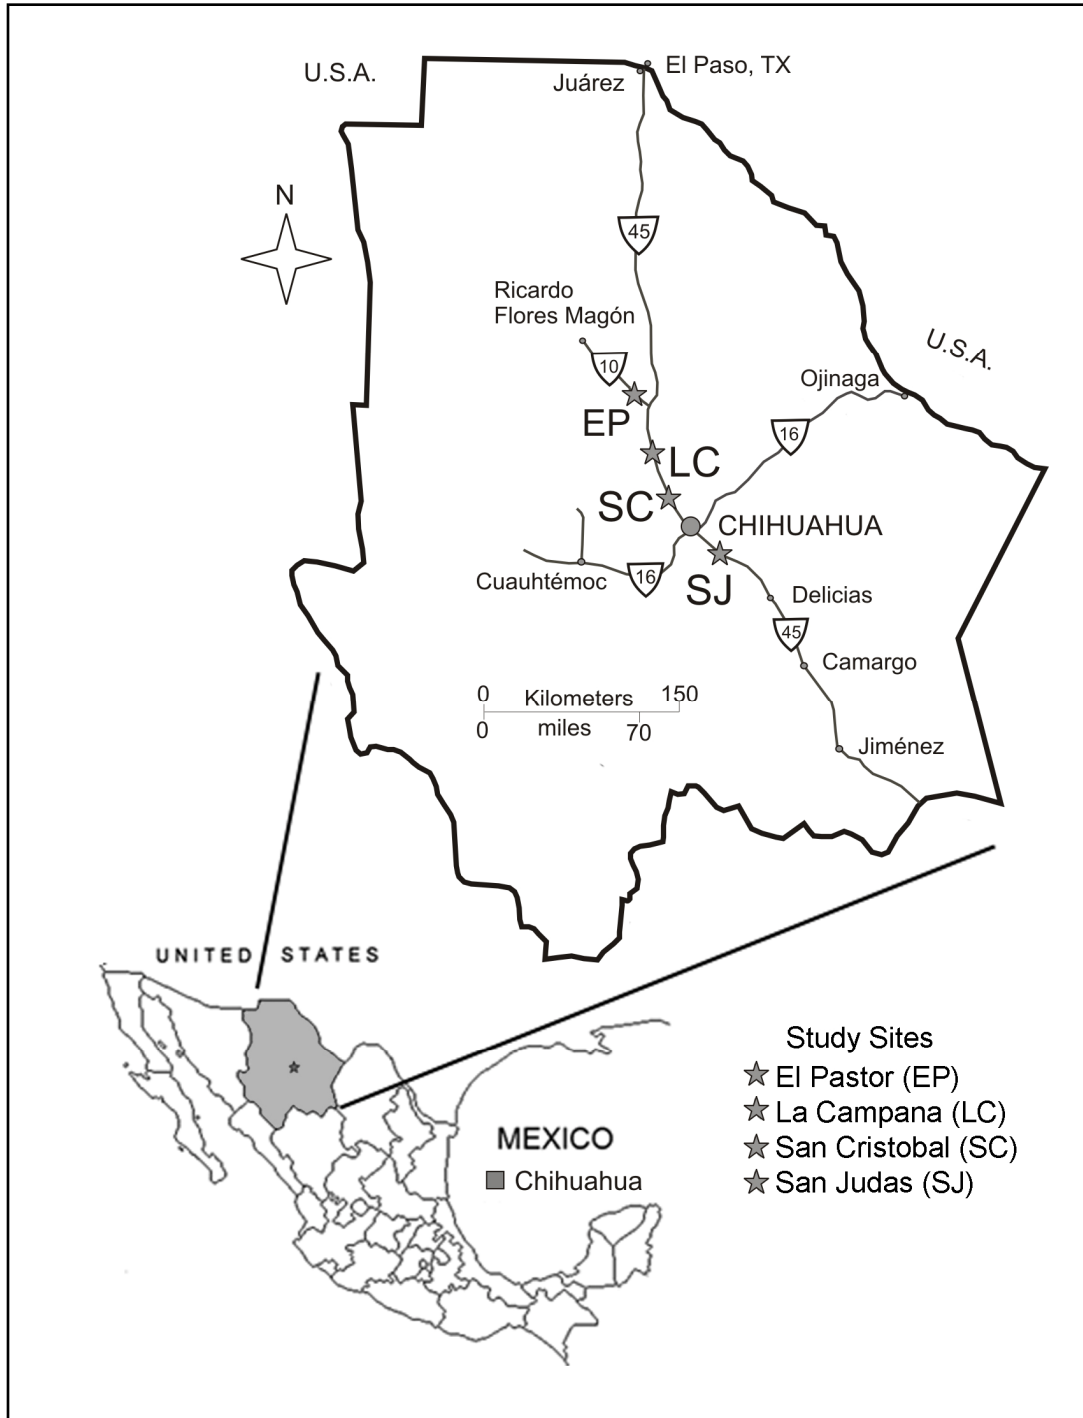 U.S.A.
El Paso, TX
Juárez
N
45
Ricardo
Flores Magón
10
U.S.A.
Ojinaga
EP
16
LC
SC
CHIHUAHUA
Cuauhtémoc
16
SJ
Delicias
45
Camargo
0 Kilometers 150
0 miles 70
Jiménez
UNITED STATES
Study Sites
El Pastor (EP)
La Campana (LC)
San Cristobal (SC)
San Judas (SJ)
MEXICO
Chihuahua